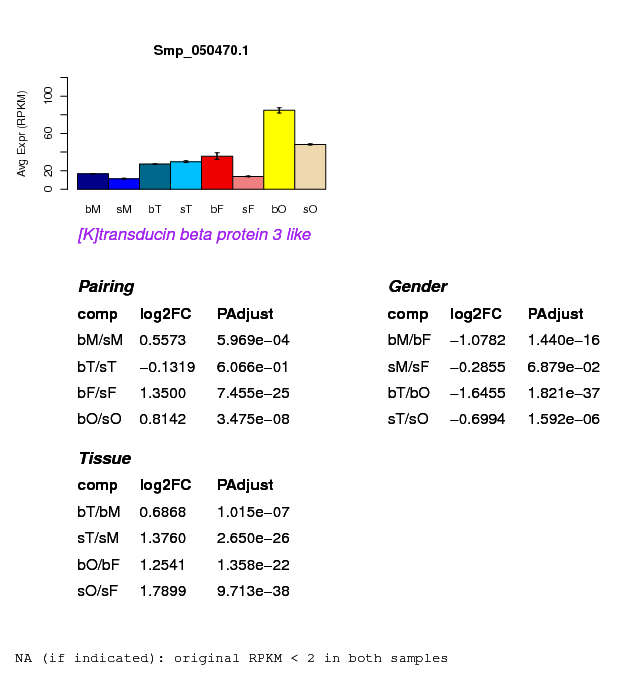 Smp_050470.1
Avg Expr (RPKM)
100
60
20
0
bM sM bT sT bF sF bO sO
[K]transducin beta protein 3 like
Pairing
comp log2FC PAdjust
bM/sM 0.5573 5.969e−04
bT/sT −0.1319 6.066e−01
bF/sF 1.3500 7.455e−25
bO/sO 0.8142 3.475e−08
Gender
comp log2FC PAdjust
bM/bF −1.0782 1.440e−16
sM/sF −0.2855 6.879e−02
bT/bO −1.6455 1.821e−37
sT/sO −0.6994 1.592e−06
Tissue
comp log2FC PAdjust
bT/bM 0.6868 1.015e−07
sT/sM 1.3760 2.650e−26
bO/bF 1.2541 1.358e−22
sO/sF 1.7899 9.713e−38
NA (if indicated): original RPKM < 2 in both samples